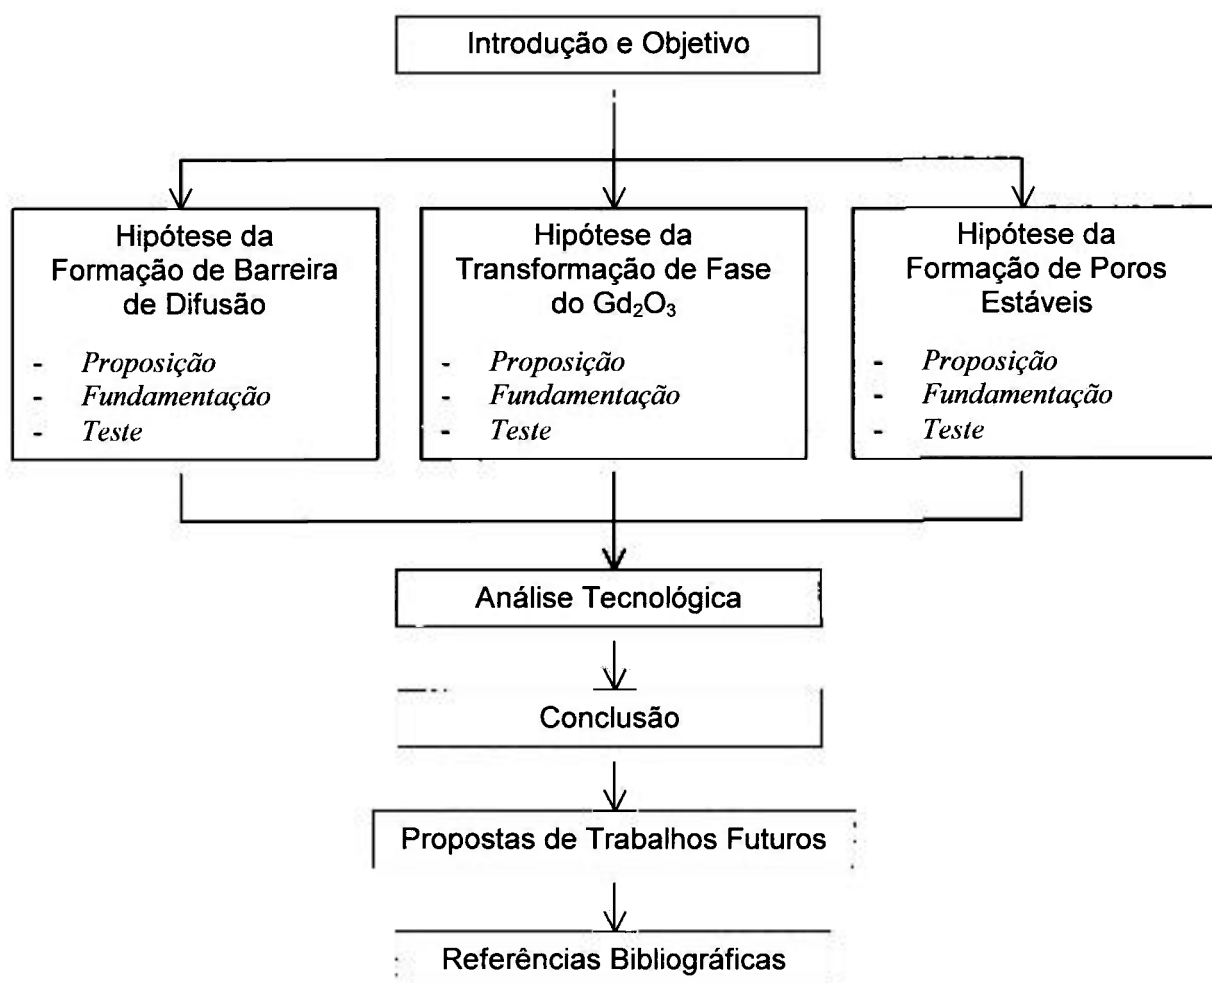 Introdução e Objetivo
Hipótese da
Formação de Barreira
de Difusão
- Proposição
- Fundamentação
- Teste
Hipótese da
Transformação de Fase
do Gd₂O₃
- Proposição
- Fundamentação
- Teste
Hipótese da
Formação de Poros
Estáveis
- Proposição
- Fundamentação
- Teste
Análise Tecnológica
Conclusão
Propostas de Trabalhos Futuros
Referências Bibliográficas